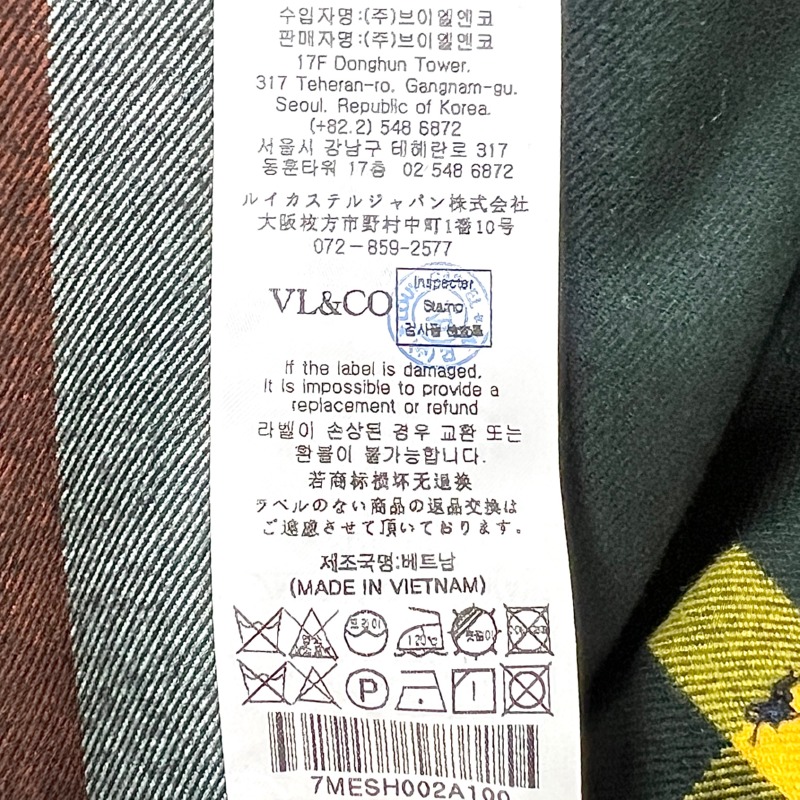 수입자명:(주)브이엘앤코
판매자명:(주)브이엘앤코
17F Donghun Tower,
317 Teheran-ro, Gangnam-gu,
Seoul, Republic of Korea.
(+82.2) 548 6872
서울시 강남구 테헤란로 317
동훈타워 17층 02 548 6872
ルイカステルジャパン株式会社
大阪枚方市野村中町1番10号
072-859-2577
VL&CO
Inspecter
Stamp
검사필
If the label is damaged,
It is impossible to provide a
replacement or refund
라벨이 손상된 경우 교환 또는
환불이 불가능합니다.
若商标损坏无退换
ラベルのない商品の返品交換は
ご遠慮させて頂いております。
제조국명:베트남
(MADE IN VIETNAM)
드라이
120℃
P
7MESH002A100